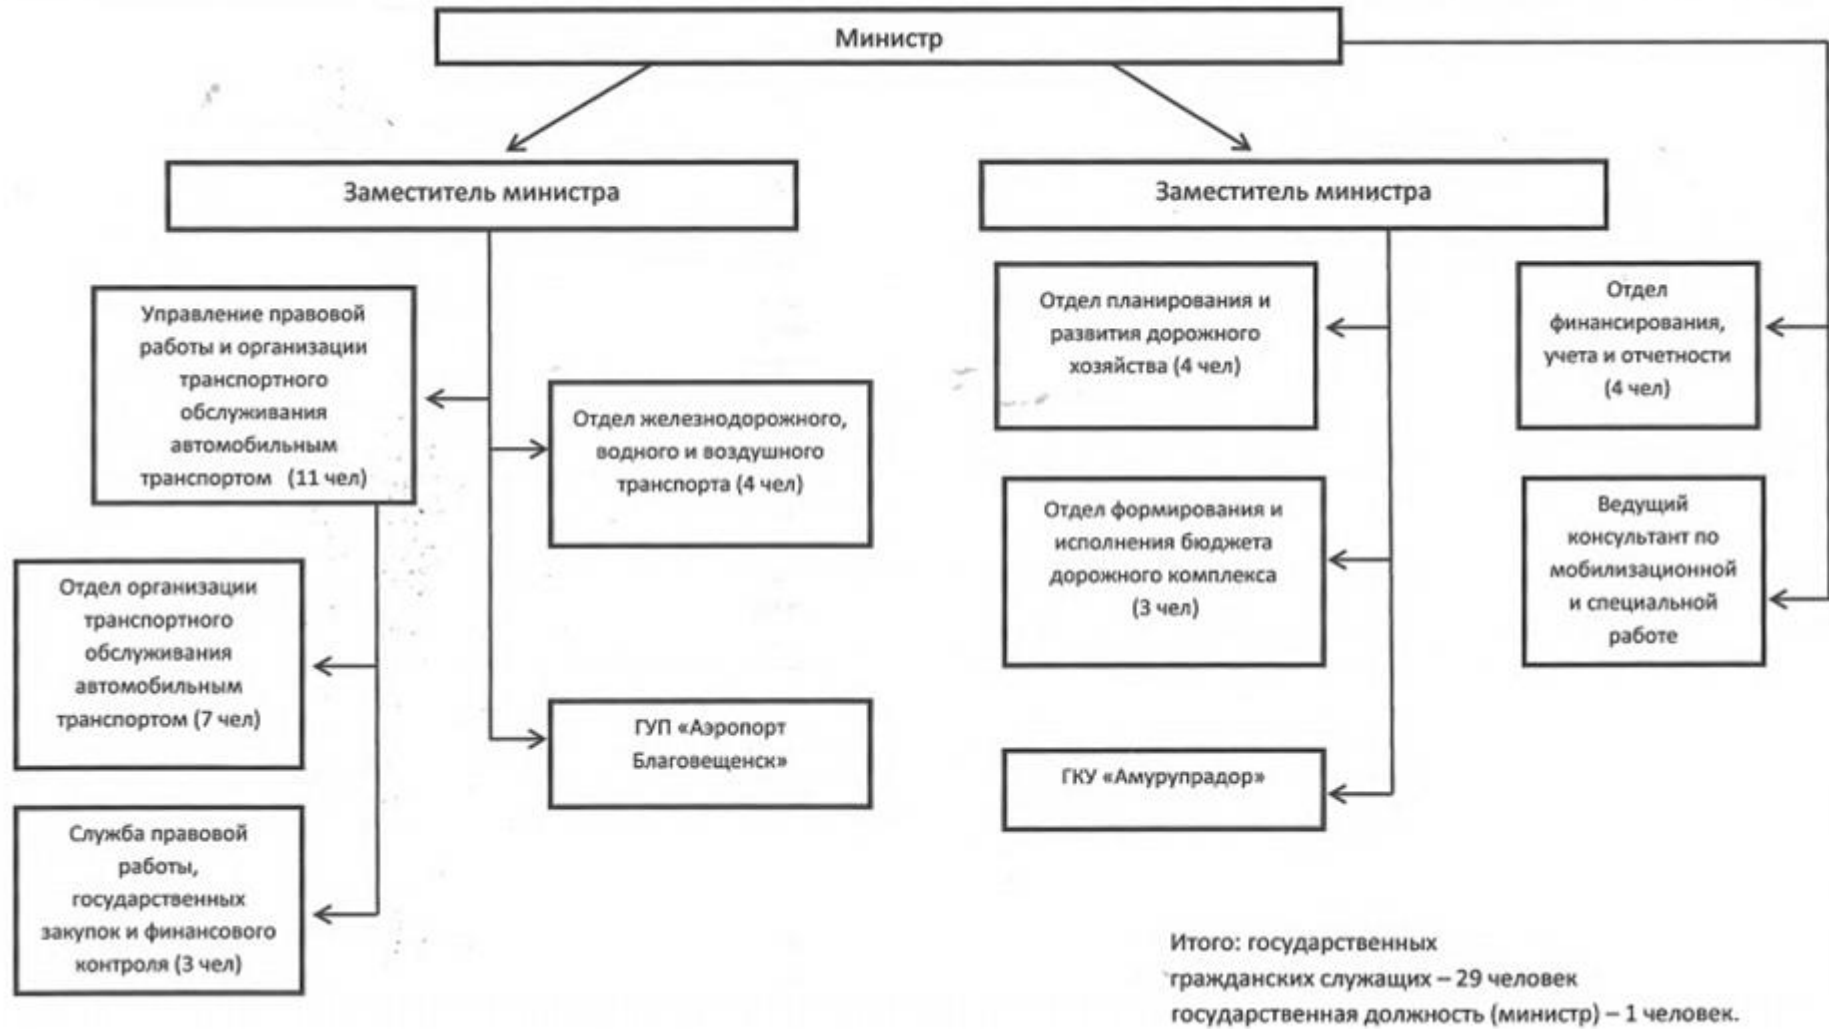 Министр
Заместитель министра
Заместитель министра
Управление правовой
работы и организации
транспортного
обслуживания
автомобильным
транспортом (11 чел)
Отдел железнодорожного,
водного и воздушного
транспорта (4 чел)
Отдел организации
транспортного
обслуживания
автомобильным
транспортом (7 чел)
ГУП «Аэропорт
Благовещенск»
Служба правовой
работы,
государственных
закупок и финансового
контроля (3 чел)
Отдел планирования и
развития дорожного
хозяйства (4 чел)
Отдел формирования и
исполнения бюджета
дорожного комплекса
(3 чел)
ГКУ «Амурупрадор»
Отдел
финансирования,
учета и отчетности
(4 чел)
Ведущий
консультант по
мобилизационной
и специальной
работе
Итого: государственных
гражданских служащих – 29 человек
государственная должность (министр) – 1 человек.